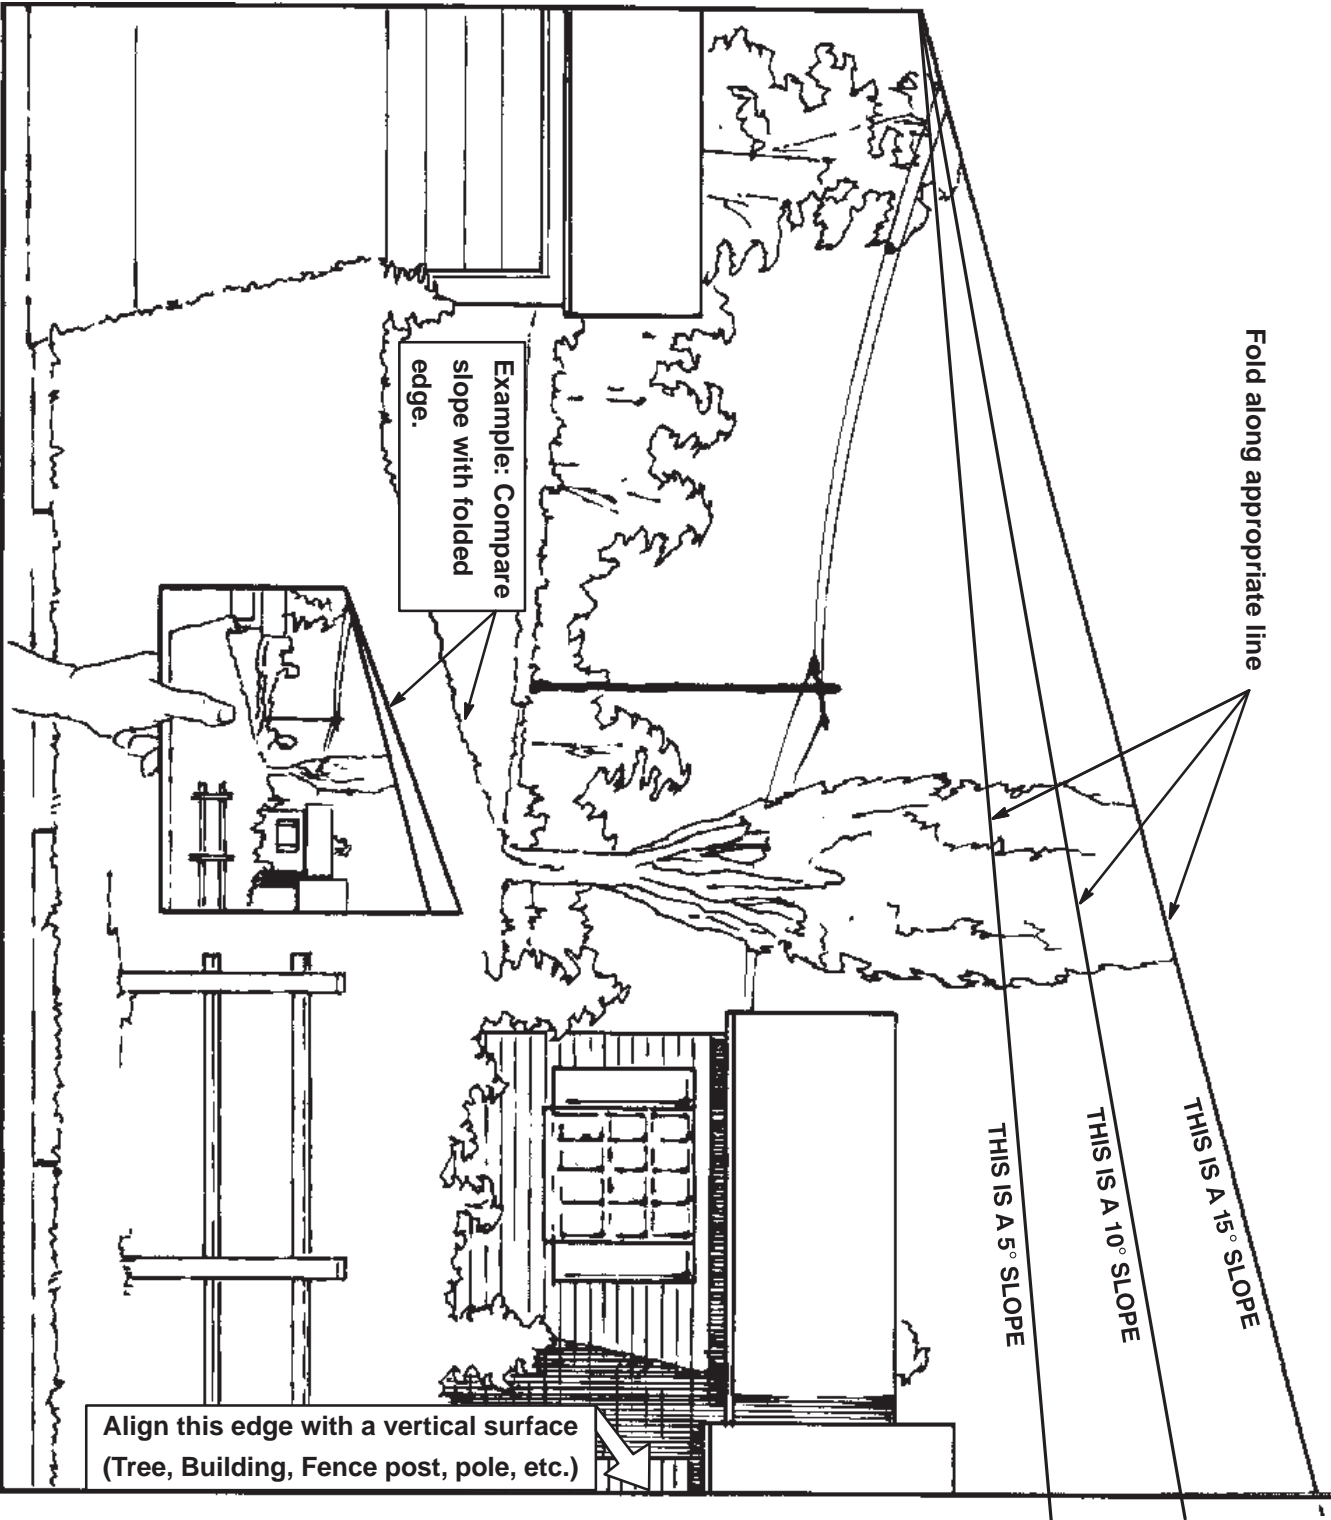 Fold along appropriate line
THIS IS A 15° SLOPE
THIS IS A 10° SLOPE
THIS IS A 5° SLOPE
Example: Compare
slope with folded
edge.
Align this edge with a vertical surface
(Tree, Building, Fence post, pole, etc.)